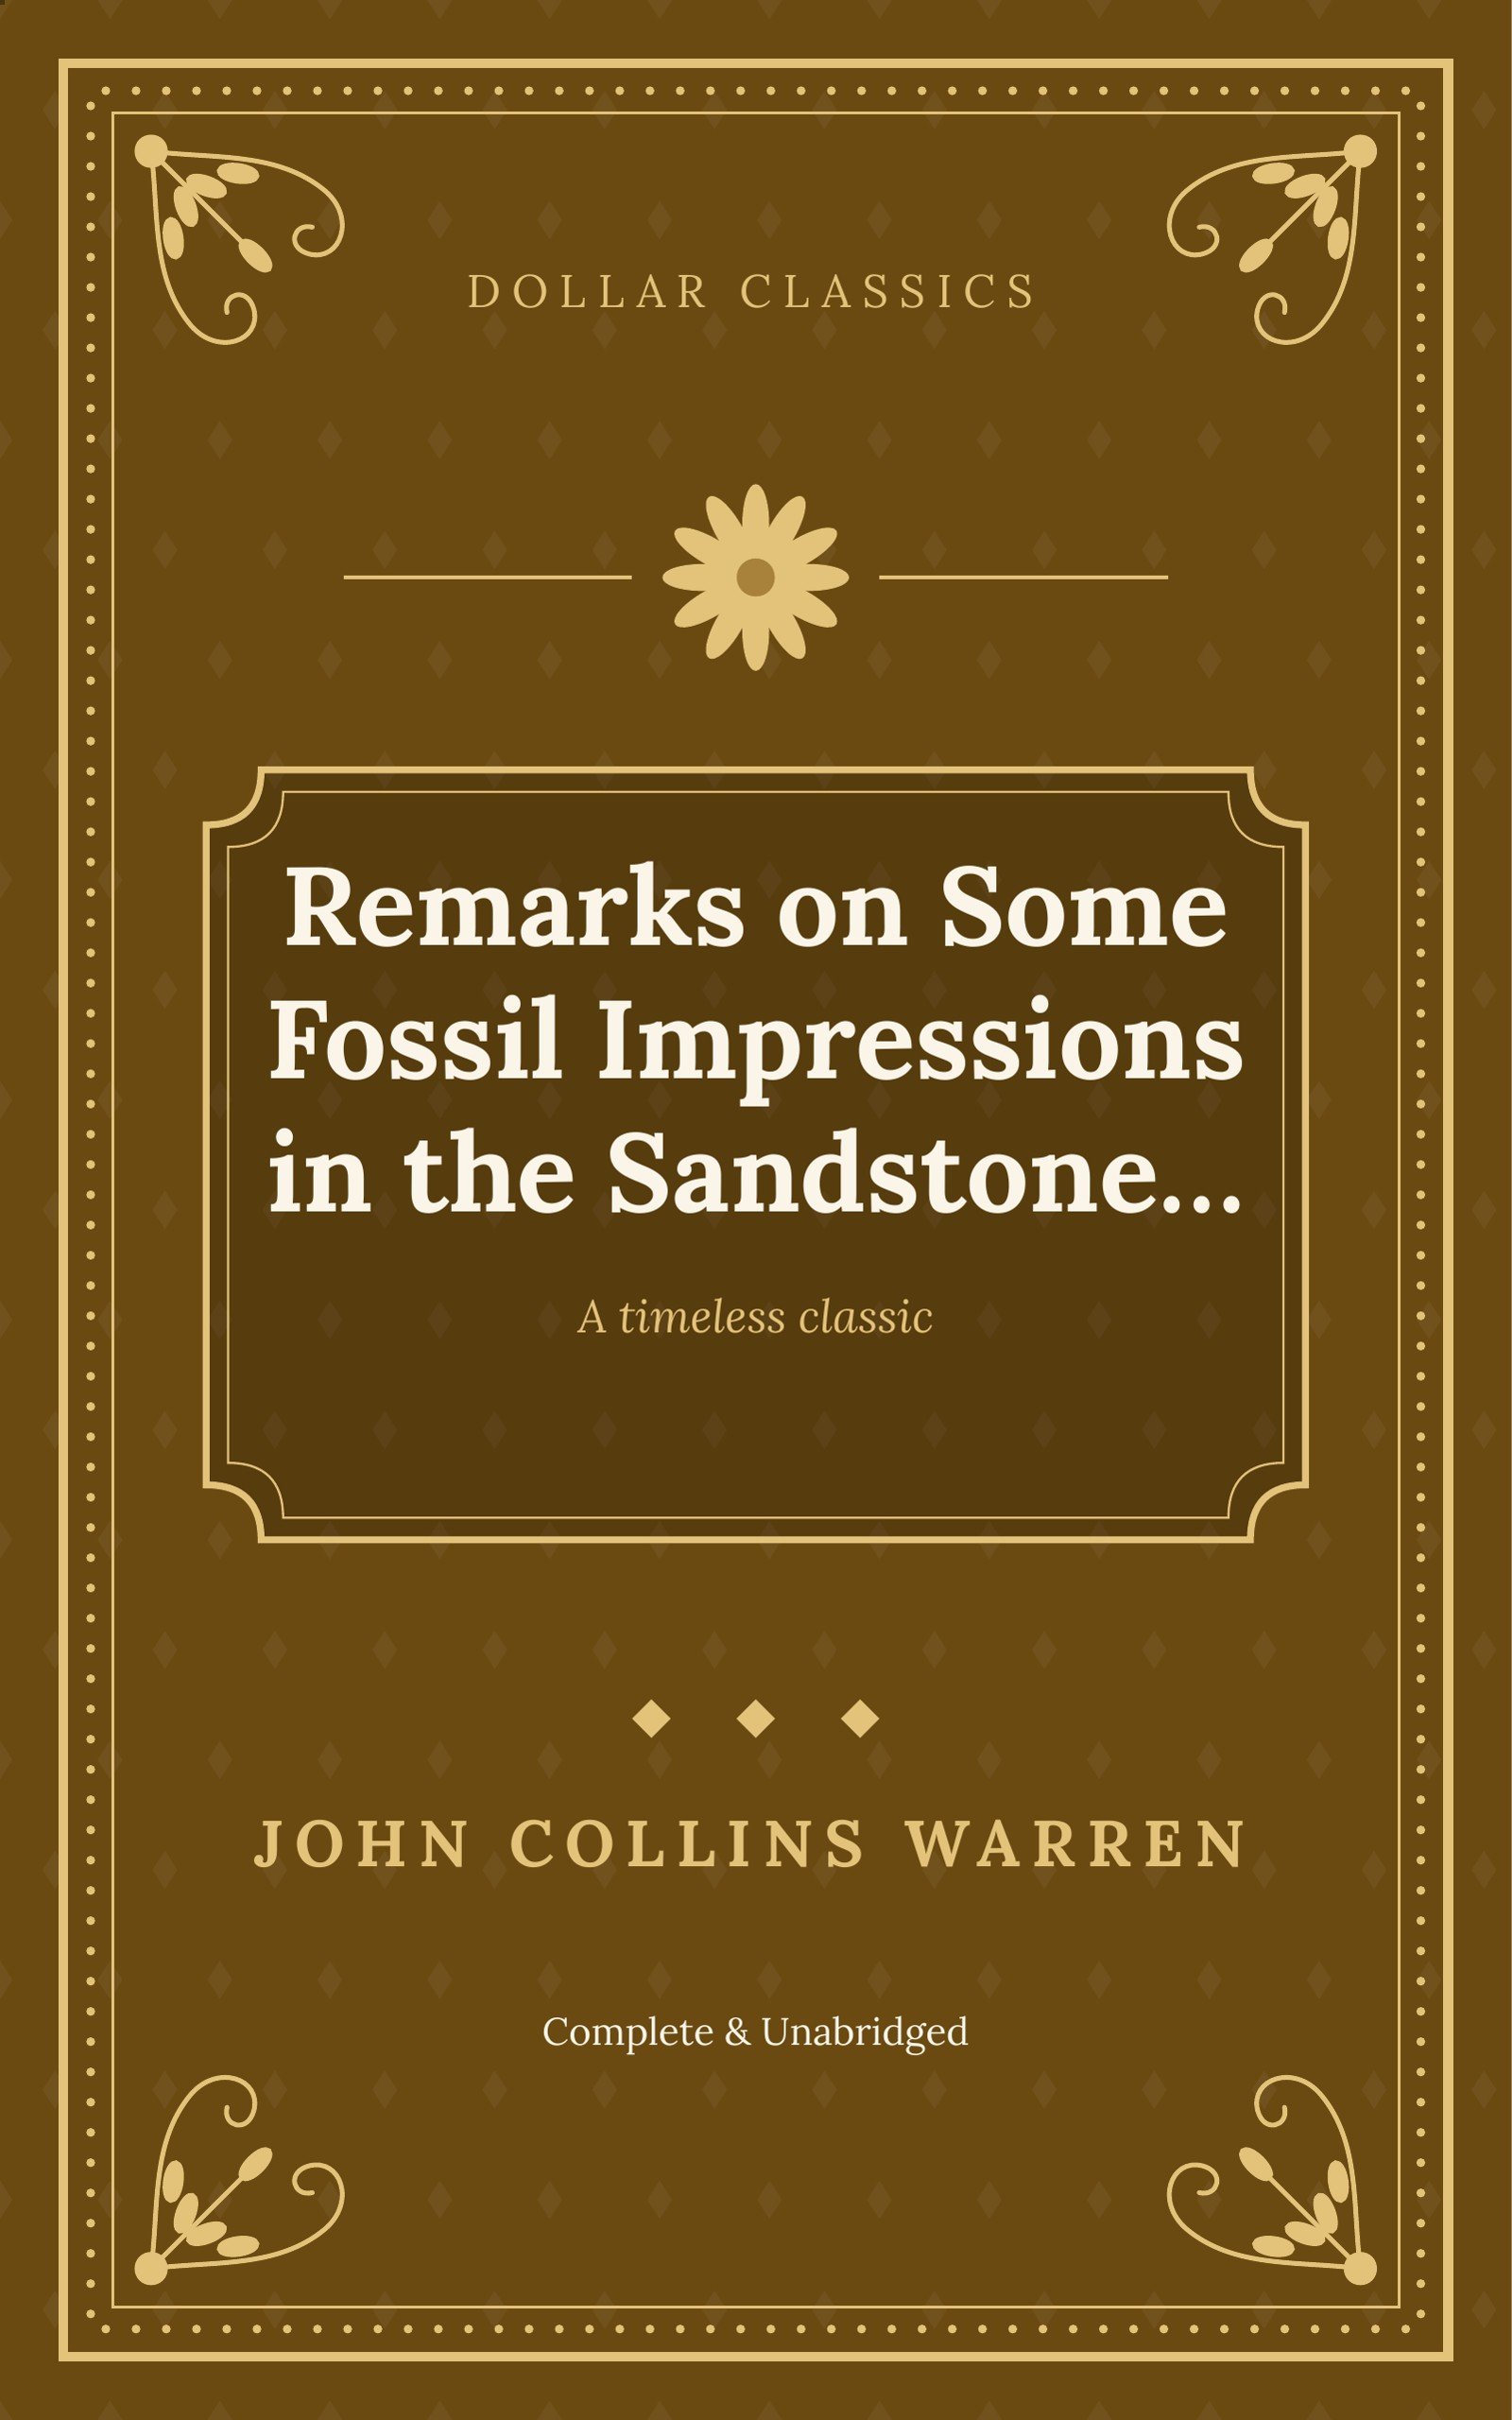 DOLLAR CLASSICS
Remarks on Some
Fossil Impressions
in the Sandstone...
A timeless classic
JOHN COLLINS WARREN
Complete & Unabridged